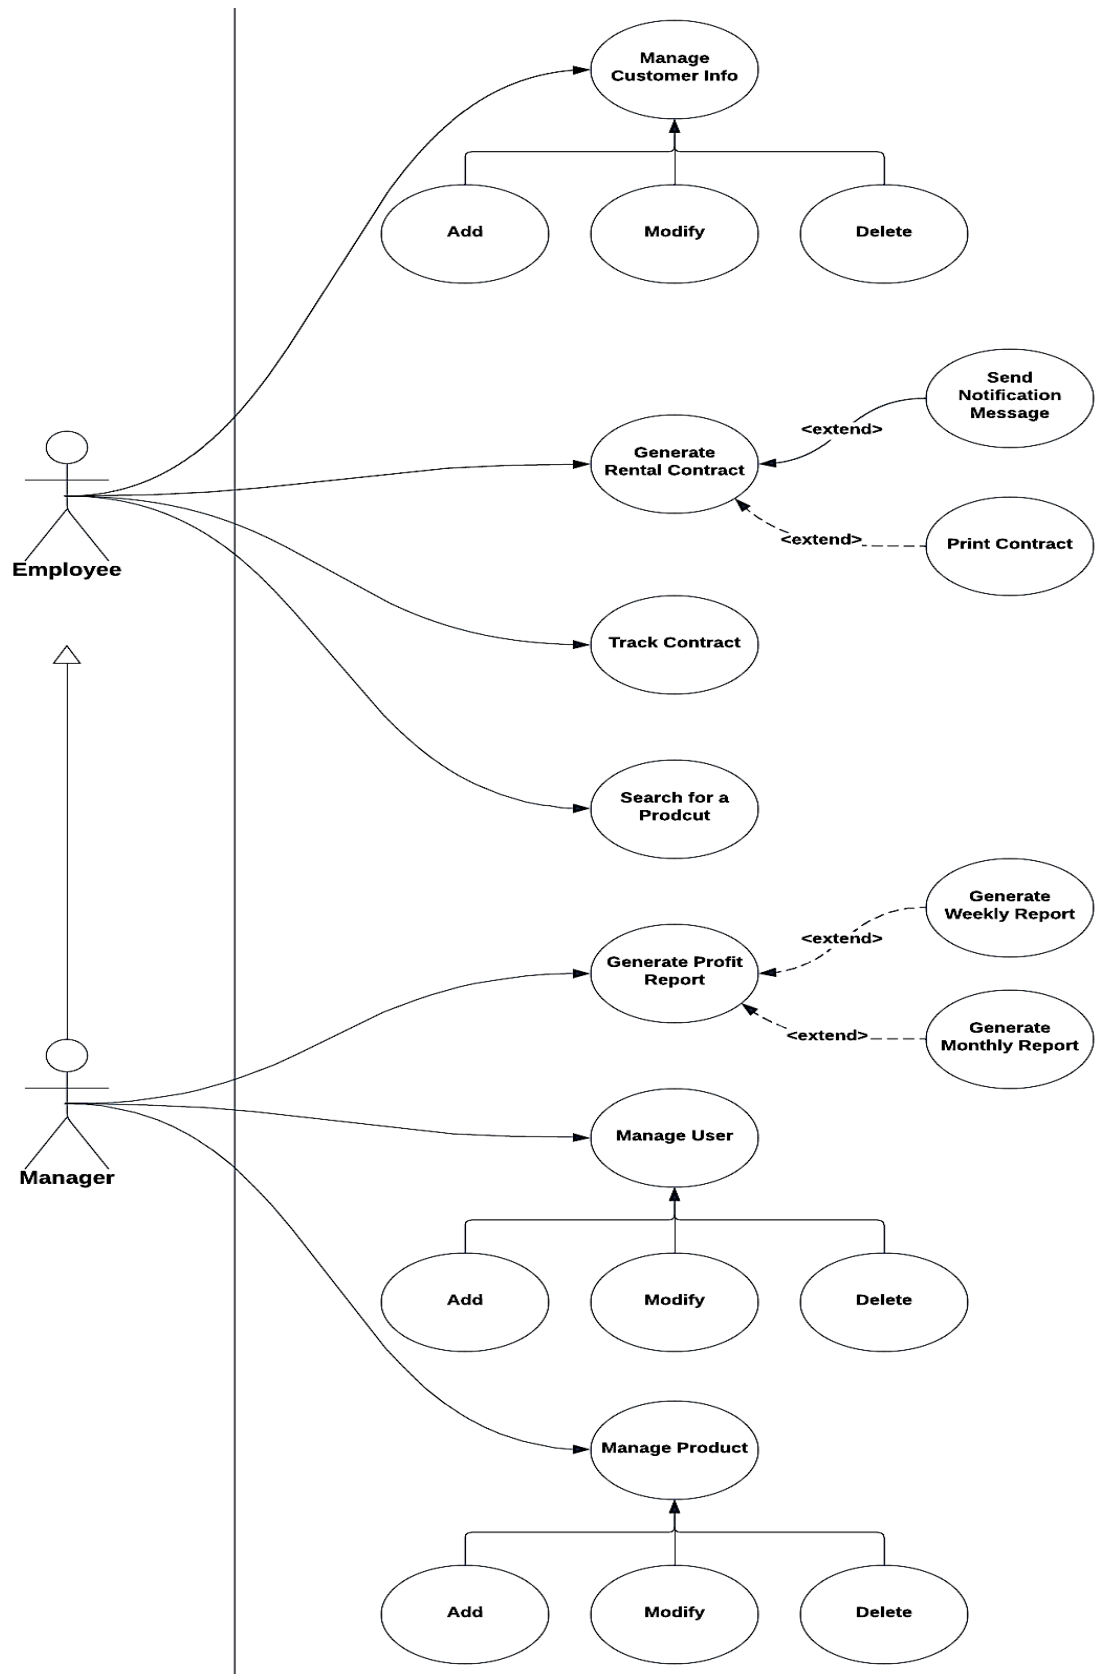 Manage
Customer Info
Add
Modify
Delete
Send
Notification
Message
<extend>
Generate
Rental Contract
<extend>
Print Contract
Employee
Track Contract
Search for a
Prodcut
Generate
Weekly Report
<extend>
Generate Profit
Report
<extend>
Generate
Monthly Report
Manage User
Manager
Add
Modify
Delete
Manage Product
Add
Modify
Delete